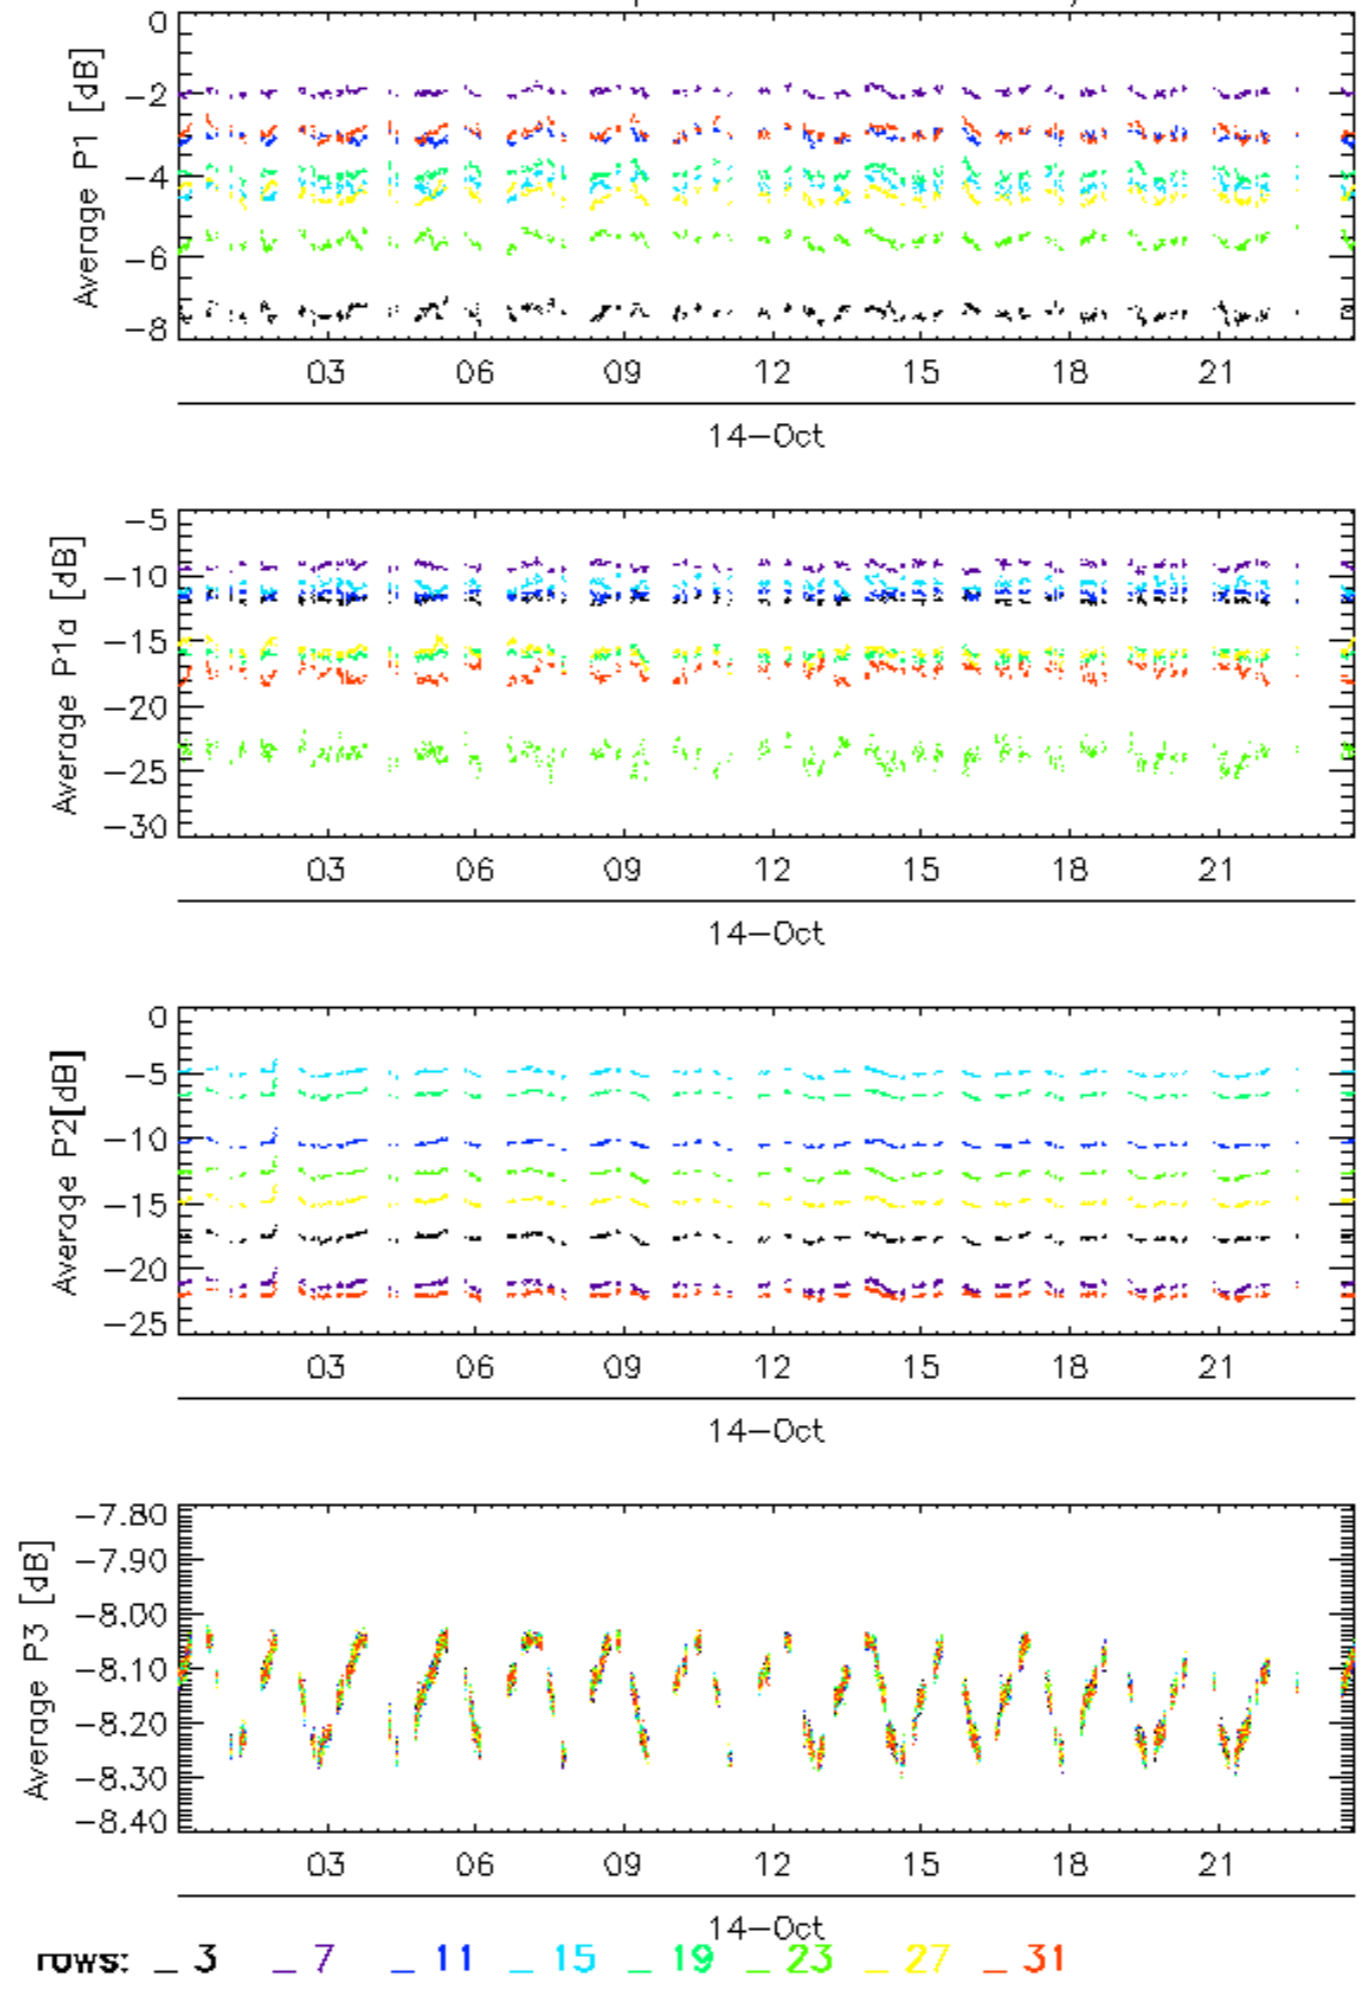 Average P1 [dB]
0
−2
−4
−6
−8
03 06 09 12 15 18 21
14−Oct
Average P1a [dB]
−5
−10
−15
−20
−25
−30
03 06 09 12 15 18 21
14−Oct
Average P2[dB]
0
−5
−10
−15
−20
−25
03 06 09 12 15 18 21
14−Oct
Average P3 [dB]
−7.80
−7.90
−8.00
−8.10
−8.20
−8.30
−8.40
03 06 09 12 15 18 21
14−Oct
rows: _ 3 _ 7 _ 11 _ 15 _ 19 _ 23 _ 27 _ 31